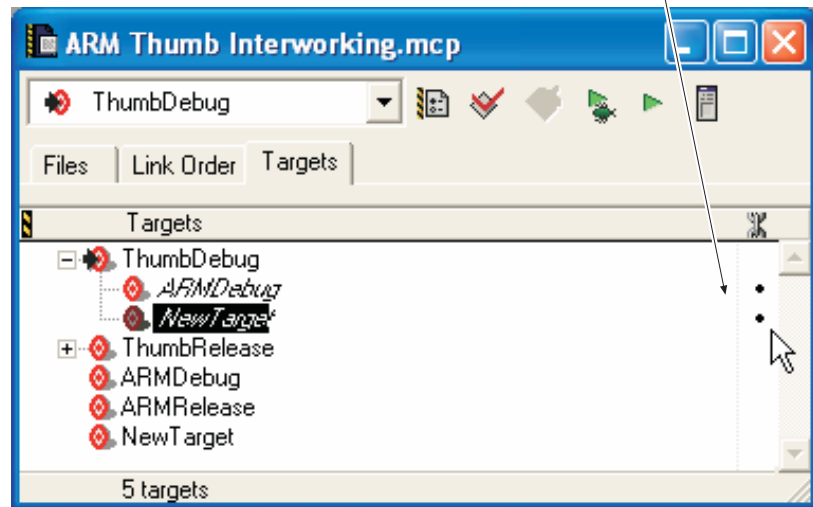 ARM Thumb Interworking.mcp
ThumbDebug
Files Link Order Targets
Targets
ThumbDebug
ARMDebug
NewTarget
ThumbRelease
ARMDebug
ARMRelease
NewTarget
5 targets